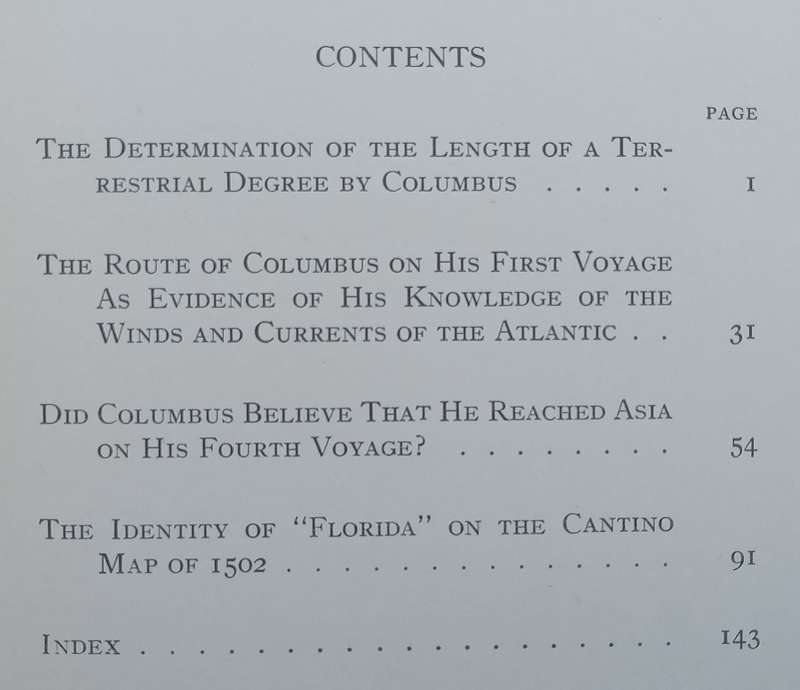 CONTENTS
PAGE
The Determination of the Length of a Ter-
restrial Degree by Columbus . . . . . 1
The Route of Columbus on His First Voyage
As Evidence of His Knowledge of the
Winds and Currents of the Atlantic . . 31
Did Columbus Believe That He Reached Asia
on His Fourth Voyage? . . . . . . . . 54
The Identity of "Florida" on the Cantino
Map of 1502 . . . . . . . . . . . . . . 91
Index . . . . . . . . . . . . . . . . . . . 143